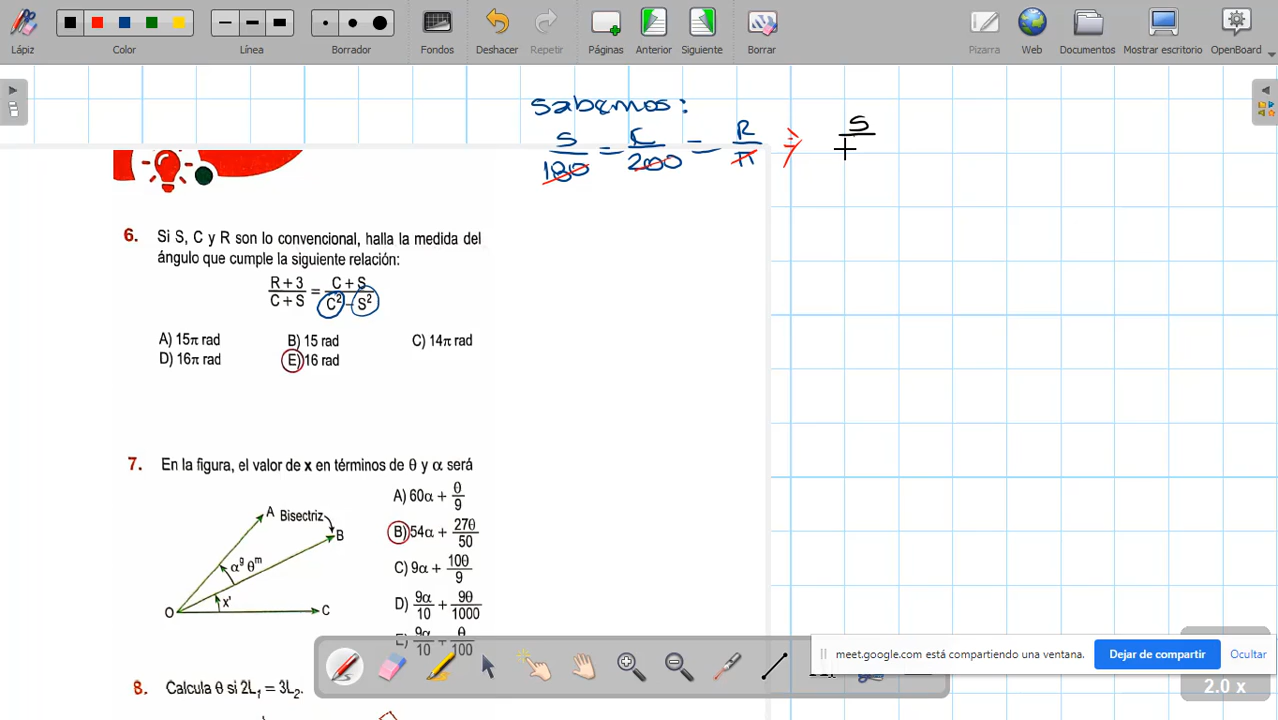 Lápiz Color Línea Borrador Fondos Deshacer Repetir Páginas Anterior Siguiente Borrar Pizarra Web Documentos Mostrar escritorio OpenBoard
sabemos:
S/180 = C/200 = R/π ⇒ S/
6. Si S, C y R son lo convencional, halla la medida del
ángulo que cumple la siguiente relación:
(R + 3)/(C + S) = (C + S)/(C² – S²)
A) 15π rad B) 15 rad C) 14π rad
D) 16π rad E) 16 rad
7. En la figura, el valor de x en términos de θ y α será
A) 60α + θ/9
B) 54α + 27θ/50
C) 9α + 10θ/9
D) 9α/10 + 9θ/1000
E) 9α/10 + θ/100
A Bisectriz
B
α^g θ^m
x'
O C
8. Calcula θ si 2L₁ = 3L₂.
meet.google.com está compartiendo una ventana. Dejar de compartir Ocultar
2.0 x